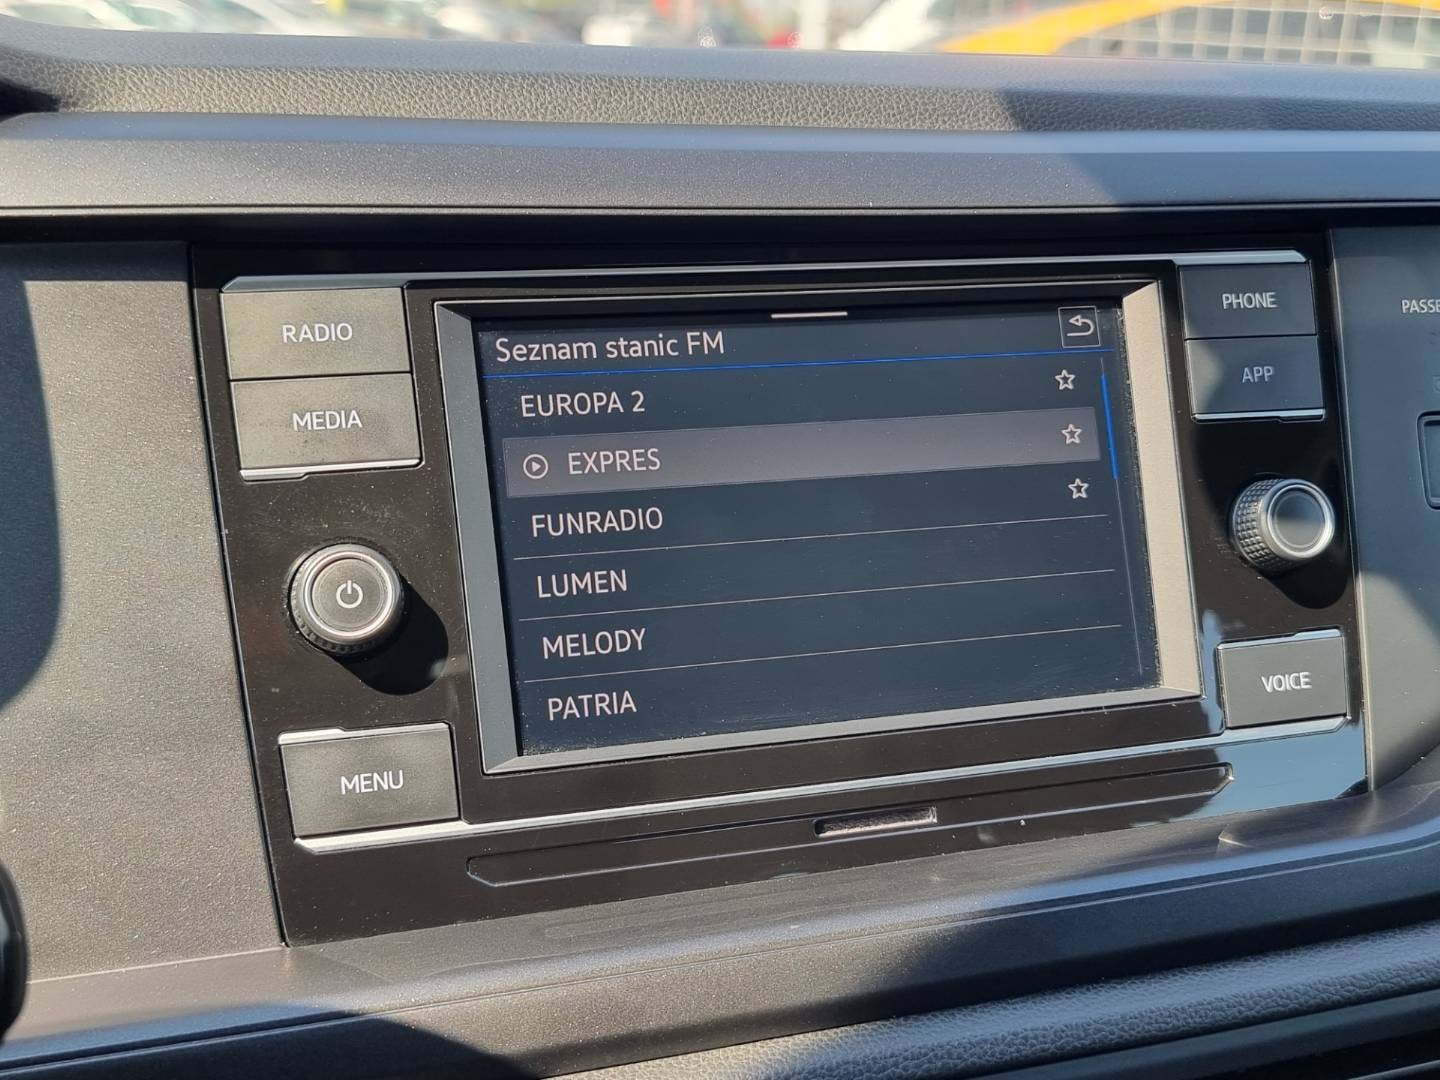 RADIO
MEDIA
MENU
Seznam stanic FM
EUROPA 2
EXPRES
FUNRADIO
LUMEN
MELODY
PATRIA
PHONE
APP
VOICE